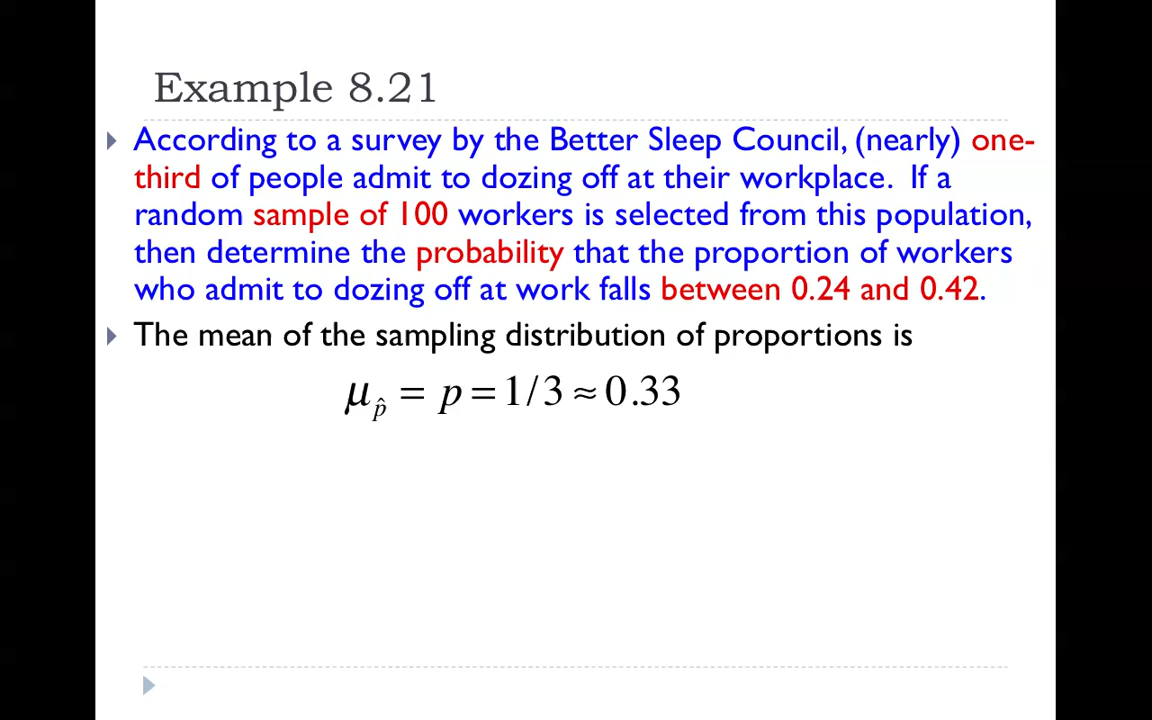 Example 8.21
According to a survey by the Better Sleep Council, (nearly) one-
third of people admit to dozing off at their workplace. If a
random sample of 100 workers is selected from this population,
then determine the probability that the proportion of workers
who admit to dozing off at work falls between 0.24 and 0.42.
The mean of the sampling distribution of proportions is
μ_p̂ = p = 1/3 ≈ 0.33